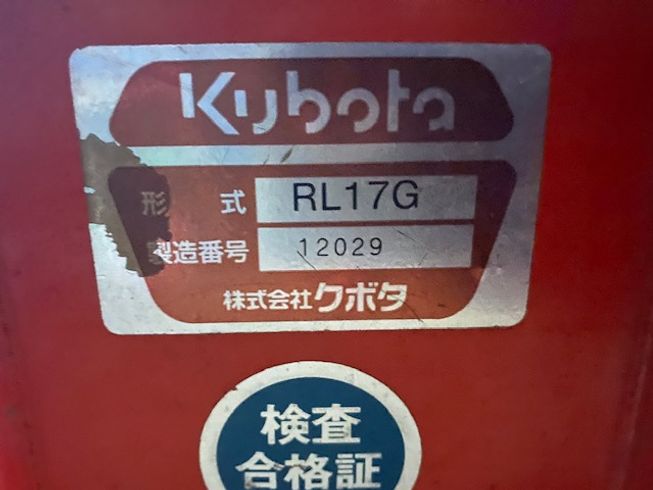 Kubota
形 式 RL17G
製造番号 12029
株式会社クボタ
検査
合格証